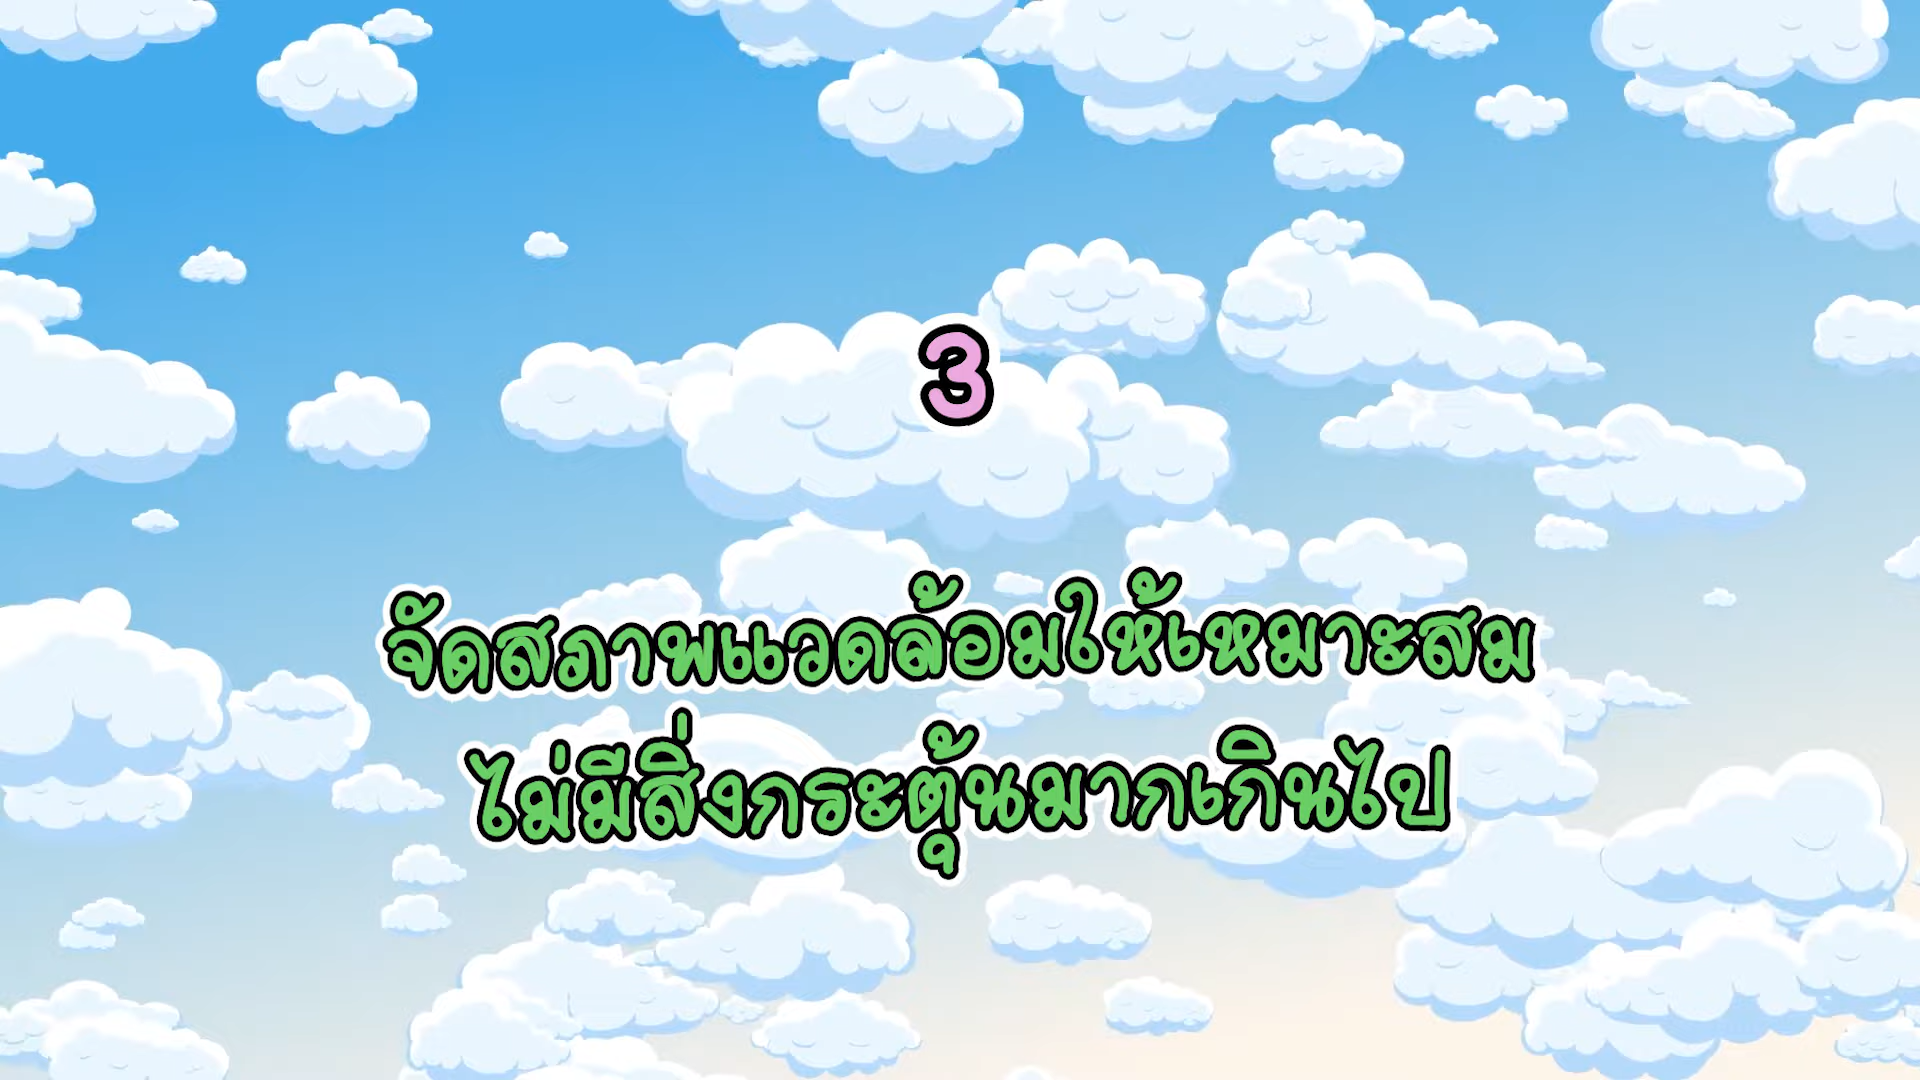 3
จัดสภาพแวดล้อมให้เหมาะสม
ไม่มีสิ่งกระตุ้นมากเกินไป